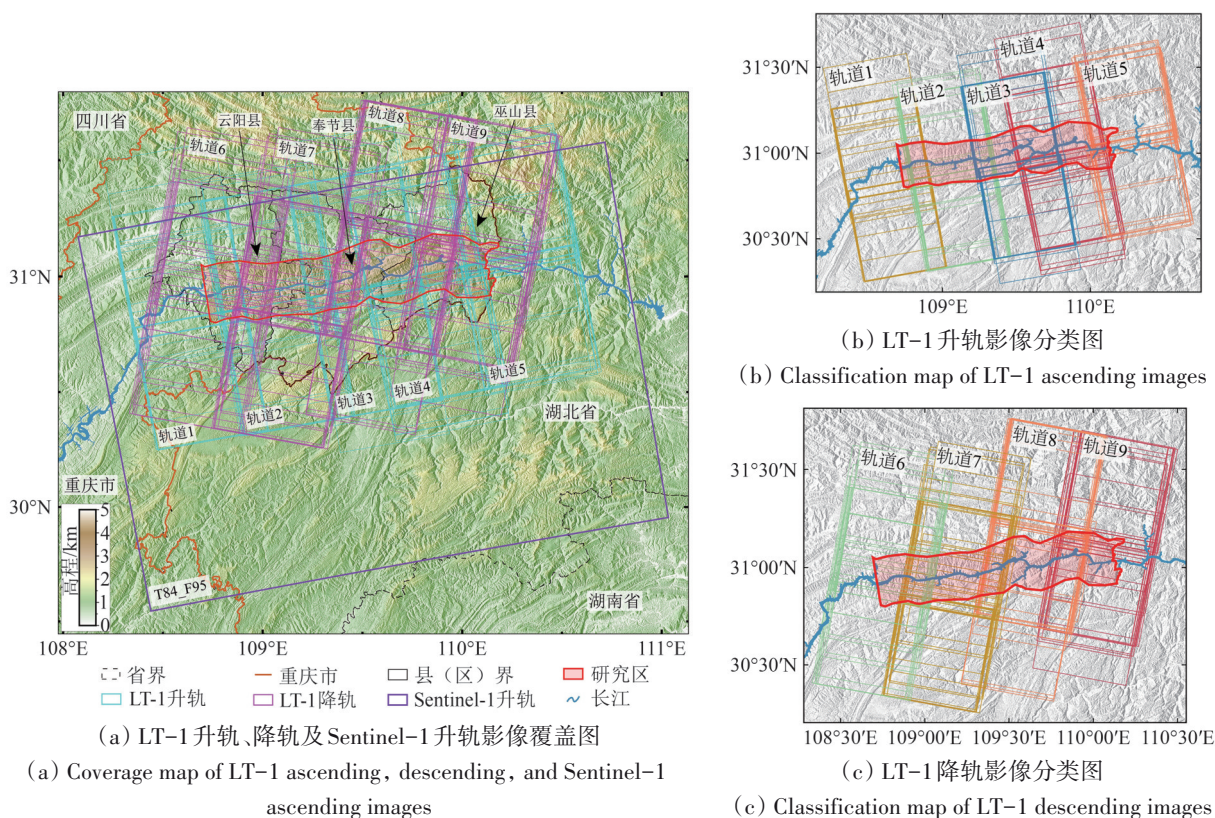 四川省
云阳县
奉节县
巫山县
轨道6
轨道7
轨道8
轨道9
31°N
30°N
轨道1
轨道2
轨道3
轨道4
轨道5
湖北省
湖南省
重庆市
高程/km
5
4
3
2
1
0
T84_F95
108°E
109°E
110°E
111°E
省界
重庆市
县（区）界
研究区
LT-1升轨
LT-1降轨
Sentinel-1升轨
长江
(a) LT-1升轨、降轨及Sentinel-1升轨影像覆盖图
(a) Coverage map of LT-1 ascending, descending, and Sentinel-1
ascending images
31°30′N
31°00′N
30°30′N
轨道1
轨道2
轨道3
轨道4
轨道5
109°E
110°E
(b) LT-1升轨影像分类图
(b) Classification map of LT-1 ascending images
31°30′N
31°00′N
30°30′N
轨道6
轨道7
轨道8
轨道9
108°30′E
109°00′E
109°30′E
110°00′E
110°30′E
(c) LT-1降轨影像分类图
(c) Classification map of LT-1 descending images